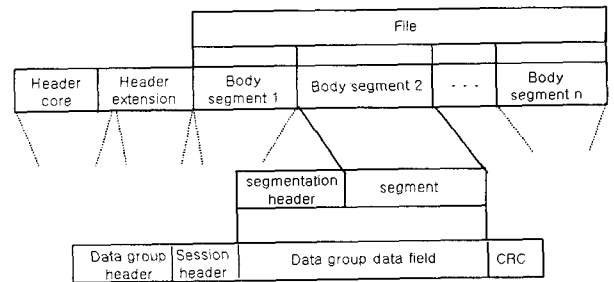 File
Header
core
Header
extension
Body
segment 1
Body segment 2
. . .
Body
segment n
segmentation
header
segment
Data group
header
Session
header
Data group data field
CRC